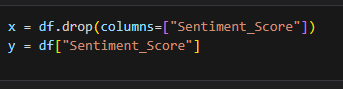 x = df.drop(columns=["Sentiment_Score"])
y = df["Sentiment_Score"]